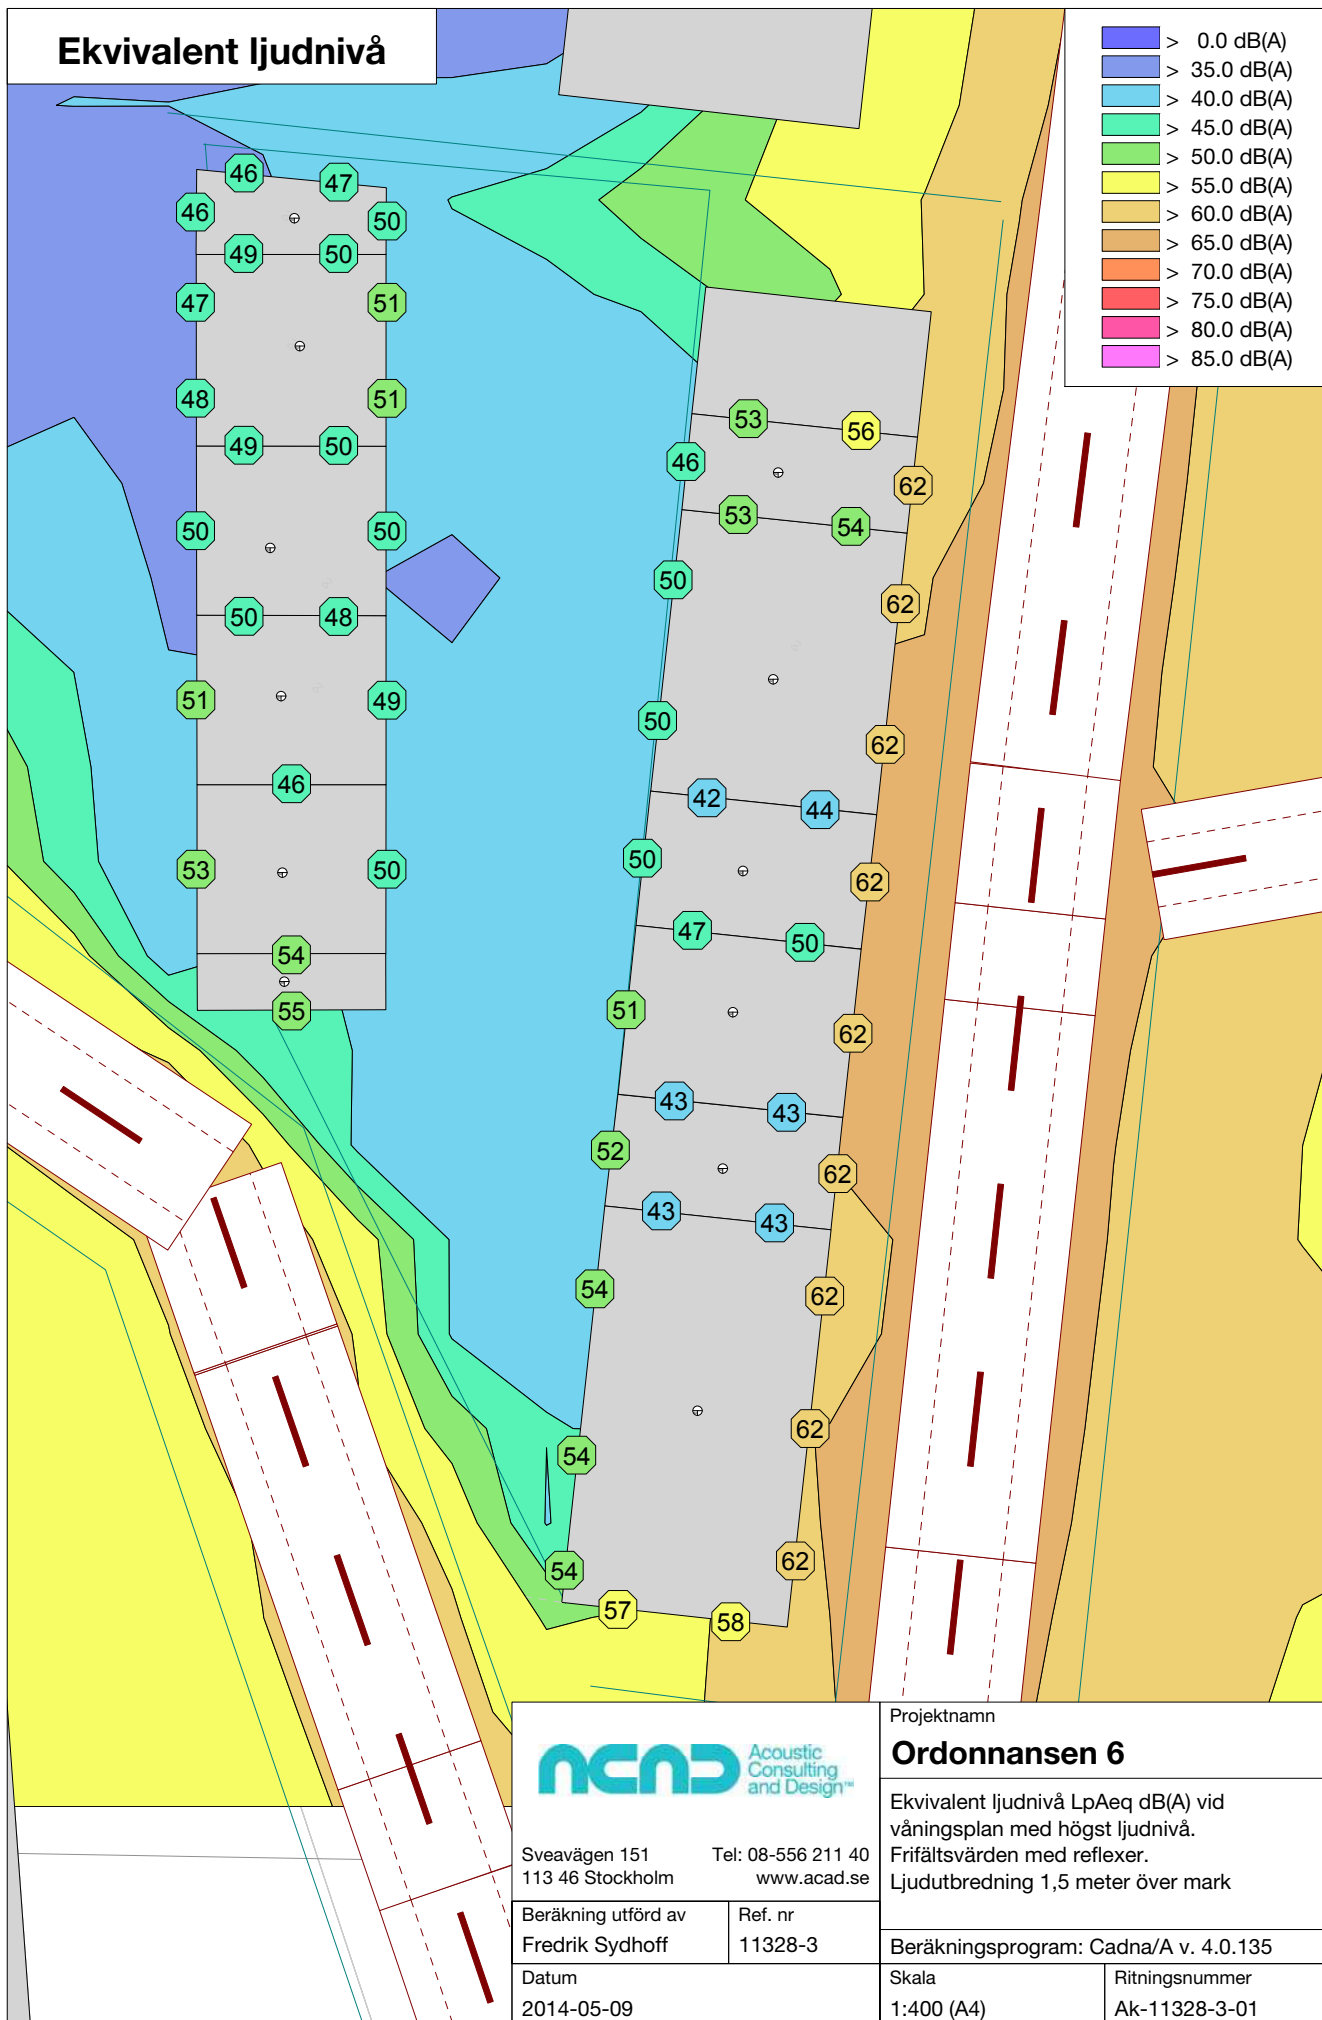 Ekvivalent ljudnivå
> 0.0 dB(A)
> 35.0 dB(A)
> 40.0 dB(A)
> 45.0 dB(A)
> 50.0 dB(A)
> 55.0 dB(A)
> 60.0 dB(A)
> 65.0 dB(A)
> 70.0 dB(A)
> 75.0 dB(A)
> 80.0 dB(A)
> 85.0 dB(A)
46 47
46 50
49 50
47 51
48 51
49 50
50 50
50 48
51 49
46
53 50
54
55
53 56
46 62
53 54
50 62
50 62
42 44
50 62
47 50
51 62
43 43
52 62
43 43
54 62
54 62
54 62
57 58
ACAD Acoustic
Consulting
and Design™
Sveavägen 151 Tel: 08-556 211 40
113 46 Stockholm www.acad.se
Beräkning utförd av
Fredrik Sydhoff
Ref. nr
11328-3
Datum
2014-05-09
Projektnamn
Ordonnansen 6
Ekvivalent ljudnivå LpAeq dB(A) vid
våningsplan med högst ljudnivå.
Frifältsvärden med reflexer.
Ljudutbredning 1,5 meter över mark
Beräkningsprogram: Cadna/A v. 4.0.135
Skala
1:400 (A4)
Ritningsnummer
Ak-11328-3-01